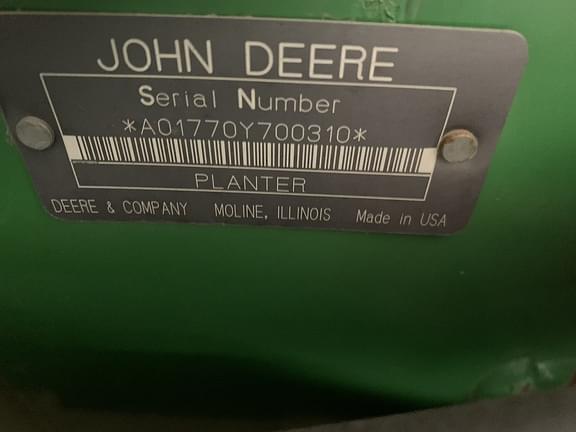 JOHN DEERE
Serial Number
*A01770Y700310*
PLANTER
DEERE & COMPANY MOLINE, ILLINOIS Made in USA